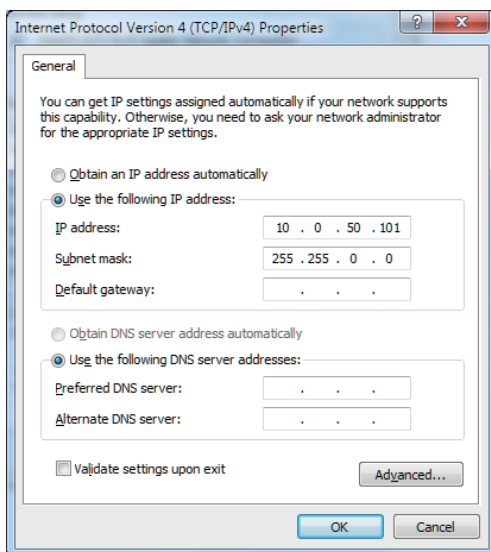 Internet Protocol Version 4 (TCP/IPv4) Properties
General
You can get IP settings assigned automatically if your network supports
this capability. Otherwise, you need to ask your network administrator
for the appropriate IP settings.
Obtain an IP address automatically
Use the following IP address:
IP address: 10 . 0 . 50 . 101
Subnet mask: 255 . 255 . 0 . 0
Default gateway: . . .
Obtain DNS server address automatically
Use the following DNS server addresses:
Preferred DNS server: . . .
Alternate DNS server: . . .
Validate settings upon exit
Advanced...
OK Cancel